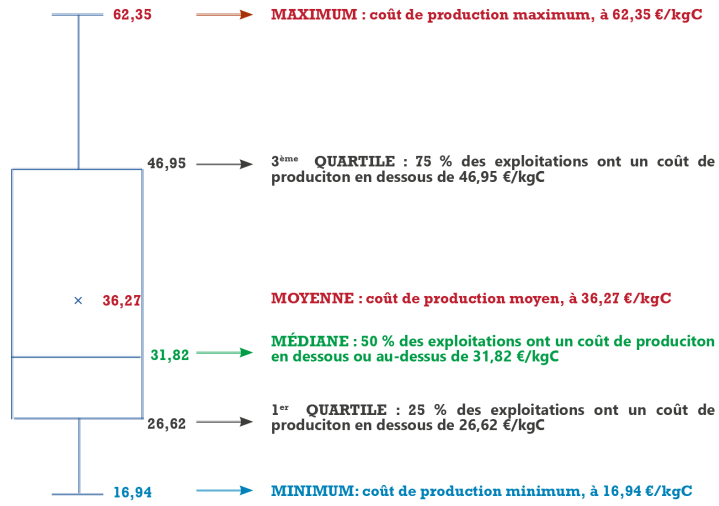 62,35 MAXIMUM : coût de production maximum, à 62,35 €/kgC
46,95 3ème QUARTILE : 75 % des exploitations ont un coût de
produciton en dessous de 46,95 €/kgC
36,27 MOYENNE : coût de production moyen, à 36,27 €/kgC
31,82 MÉDIANE : 50 % des exploitations ont un coût de produciton
en dessous ou au-dessus de 31,82 €/kgC
26,62 1er QUARTILE : 25 % des exploitations ont un coût de
produciton en dessous de 26,62 €/kgC
16,94 MINIMUM: coût de production minimum, à 16,94 €/kgC